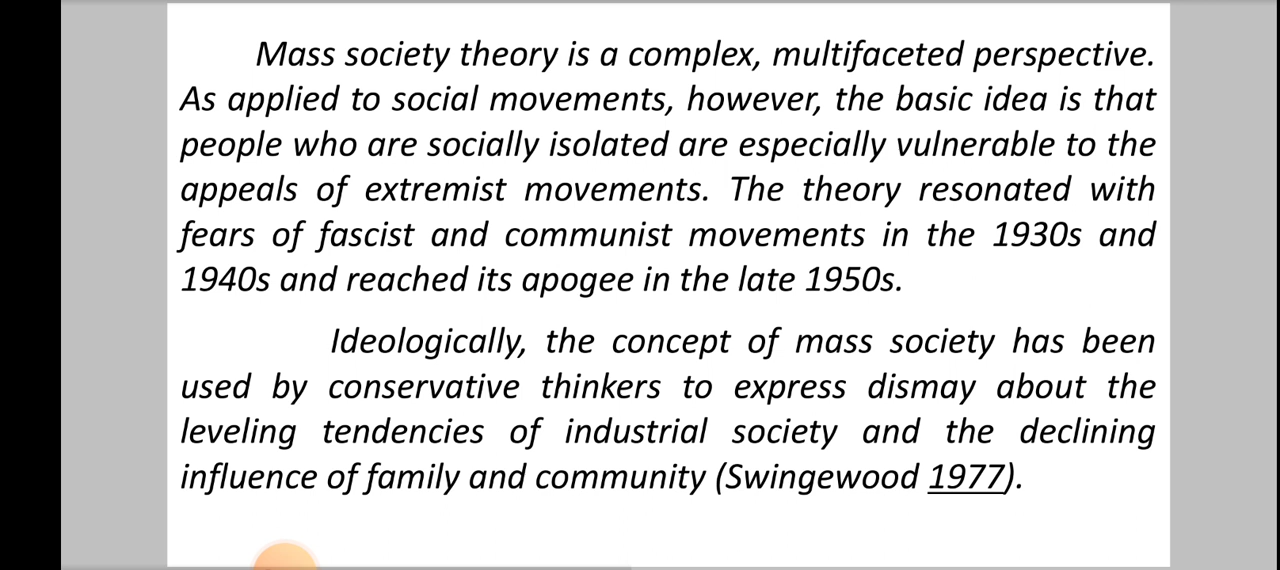 Mass society theory is a complex, multifaceted perspective.
As applied to social movements, however, the basic idea is that
people who are socially isolated are especially vulnerable to the
appeals of extremist movements. The theory resonated with
fears of fascist and communist movements in the 1930s and
1940s and reached its apogee in the late 1950s.
Ideologically, the concept of mass society has been
used by conservative thinkers to express dismay about the
leveling tendencies of industrial society and the declining
influence of family and community (Swingewood 1977).